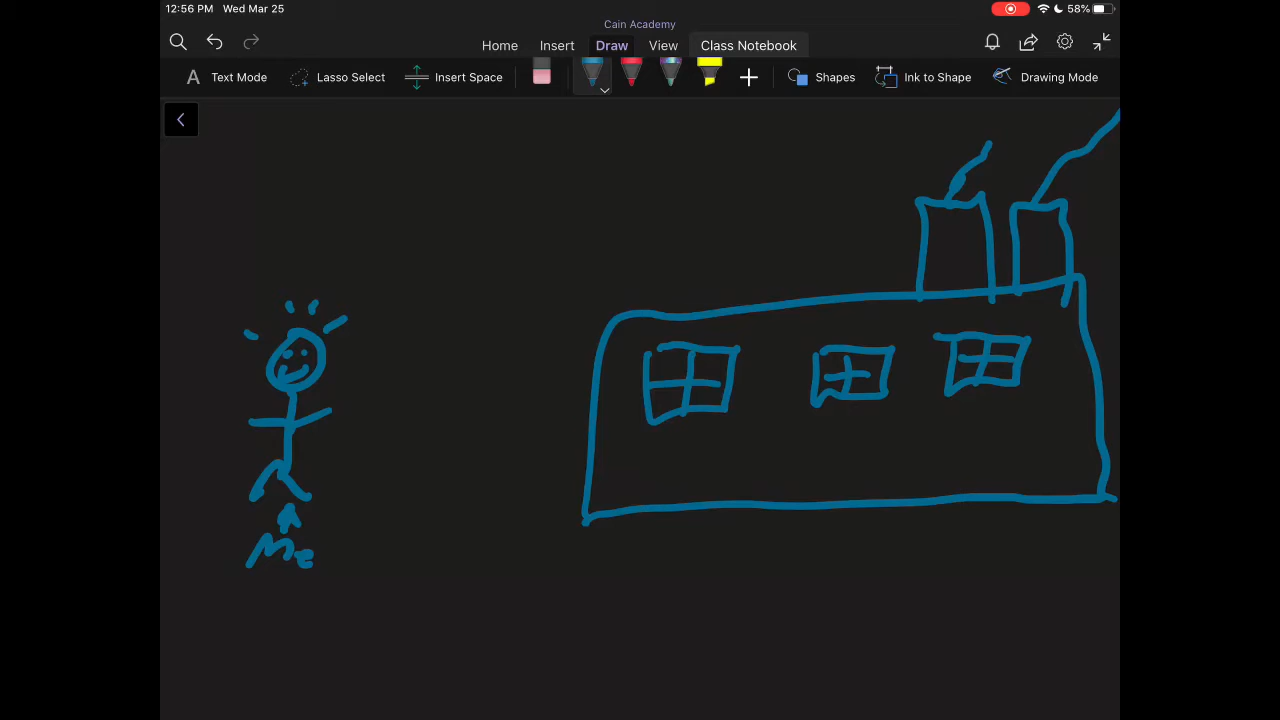 12:56 PM Wed Mar 25 58%
Cain Academy
Home Insert Draw View Class Notebook
A Text Mode Lasso Select Insert Space Shapes Ink to Shape Drawing Mode
Me